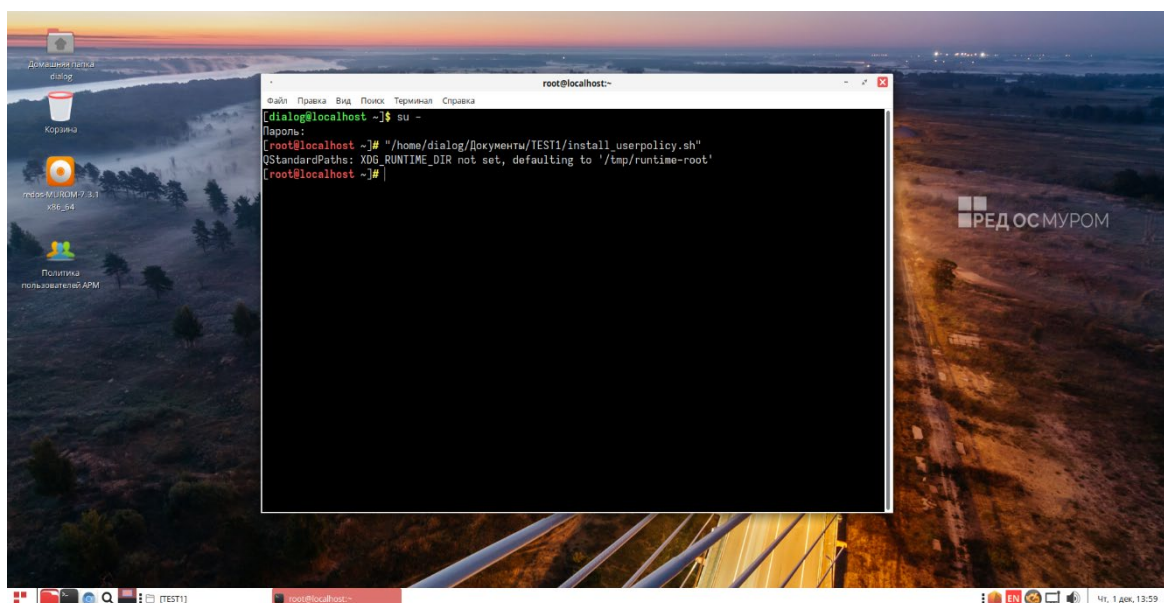 Домашняя папка
dialog
Корзина
redos-MUROM-7.3.1
x86_64
Политика
пользователей АРМ
root@localhost:~
Файл Правка Вид Поиск Терминал Справка
[dialog@localhost ~]$ su -
Пароль:
[root@localhost ~]# "/home/dialog/Документы/TEST1/install_userpolicy.sh"
QStandardPaths: XDG_RUNTIME_DIR not set, defaulting to '/tmp/runtime-root'
[root@localhost ~]#
РЕД ОС МУРОМ
[TEST1]
root@localhost:~
EN
Чт, 1 дек, 13:59